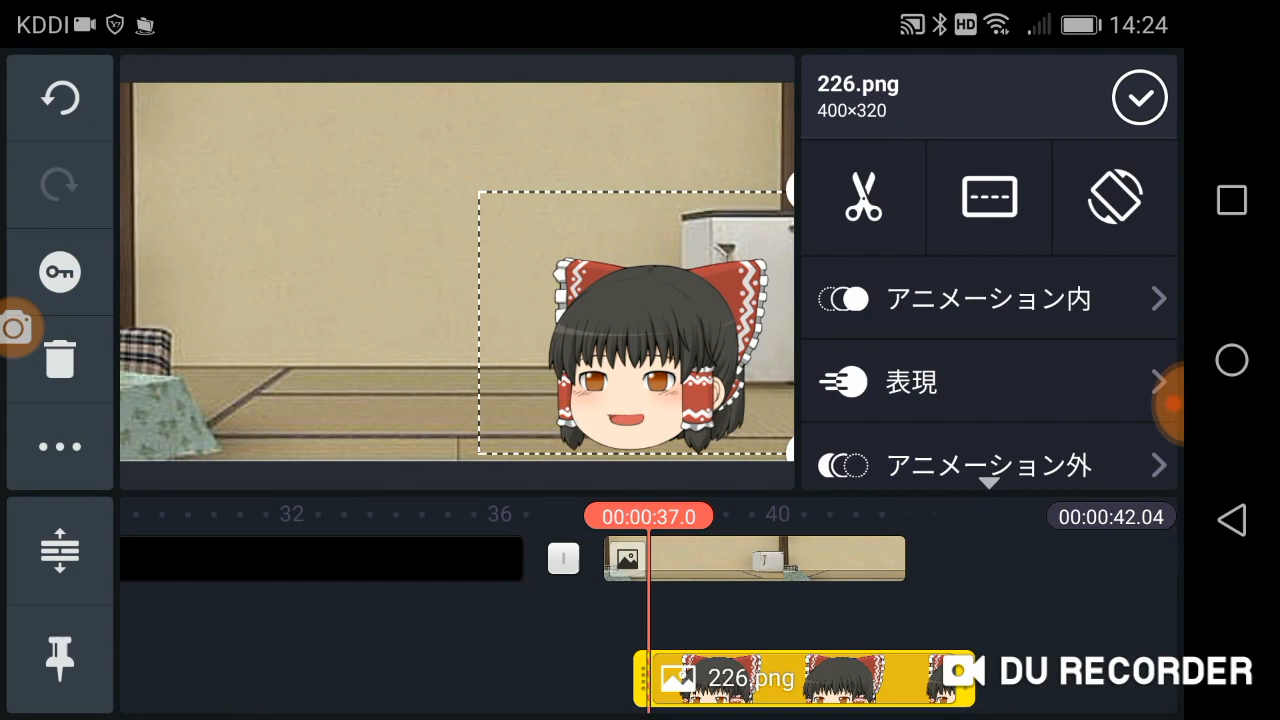 KDDI
HD
14:24
226.png
400×320
アニメーション内
表現
アニメーション外
32
36
00:00:37.0
40
00:00:42.04
226.png
DU RECORDER